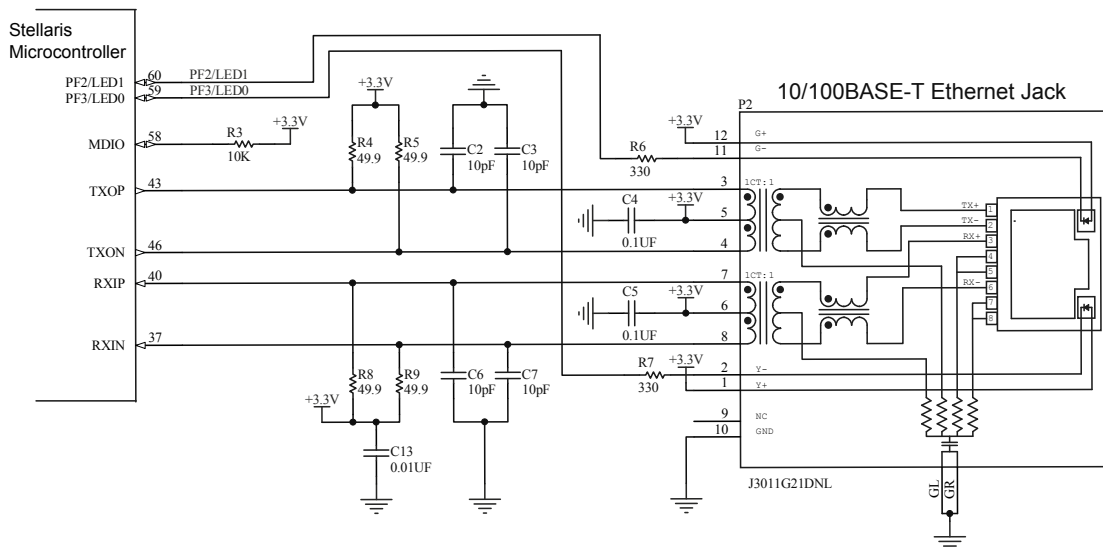 Stellaris
Microcontroller
PF2/LED1
60
PF2/LED1
PF3/LED0
59
PF3/LED0
MDIO
58
R3
10K
+3.3V
TXOP
43
TXON
46
RXIP
40
RXIN
37
+3.3V
R4
49.9
R5
49.9
C2
10pF
C3
10pF
R6
330
C4
0.1UF
+3.3V
C5
0.1UF
+3.3V
R7
330
+3.3V
R8
49.9
R9
49.9
+3.3V
C13
0.01UF
C6
10pF
C7
10pF
10/100BASE-T Ethernet Jack
P2
+3.3V
12
G+
11
G-
3
1CT:1
5
4
7
1CT:1
6
8
2
Y-
1
Y+
9
NC
10
GND
TX+
1
TX-
2
RX+
3
4
5
RX-
6
7
8
J3011G21DNL
GL
GR